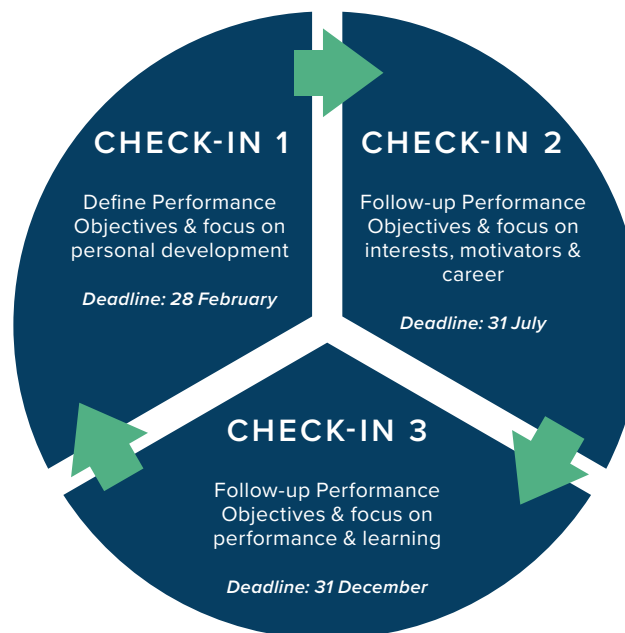 CHECK-IN 1
Define Performance
Objectives & focus on
personal development
Deadline: 28 February
CHECK-IN 2
Follow-up Performance
Objectives & focus on
interests, motivators &
career
Deadline: 31 July
CHECK-IN 3
Follow-up Performance
Objectives & focus on
performance & learning
Deadline: 31 December